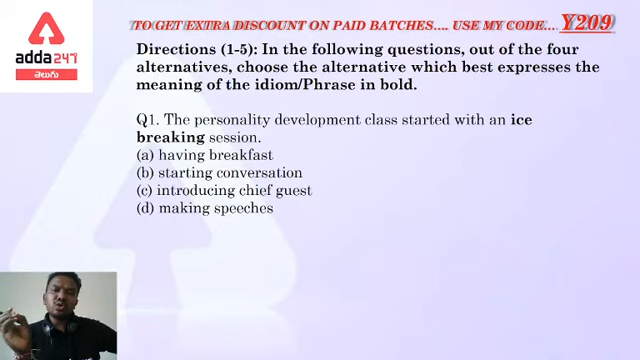 TO GET EXTRA DISCOUNT ON PAID BATCHES.... USE MY CODE... Y209
adda247
తెలుగు
Directions (1-5): In the following questions, out of the four
alternatives, choose the alternative which best expresses the
meaning of the idiom/Phrase in bold.
Q1. The personality development class started with an ice
breaking session.
(a) having breakfast
(b) starting conversation
(c) introducing chief guest
(d) making speeches